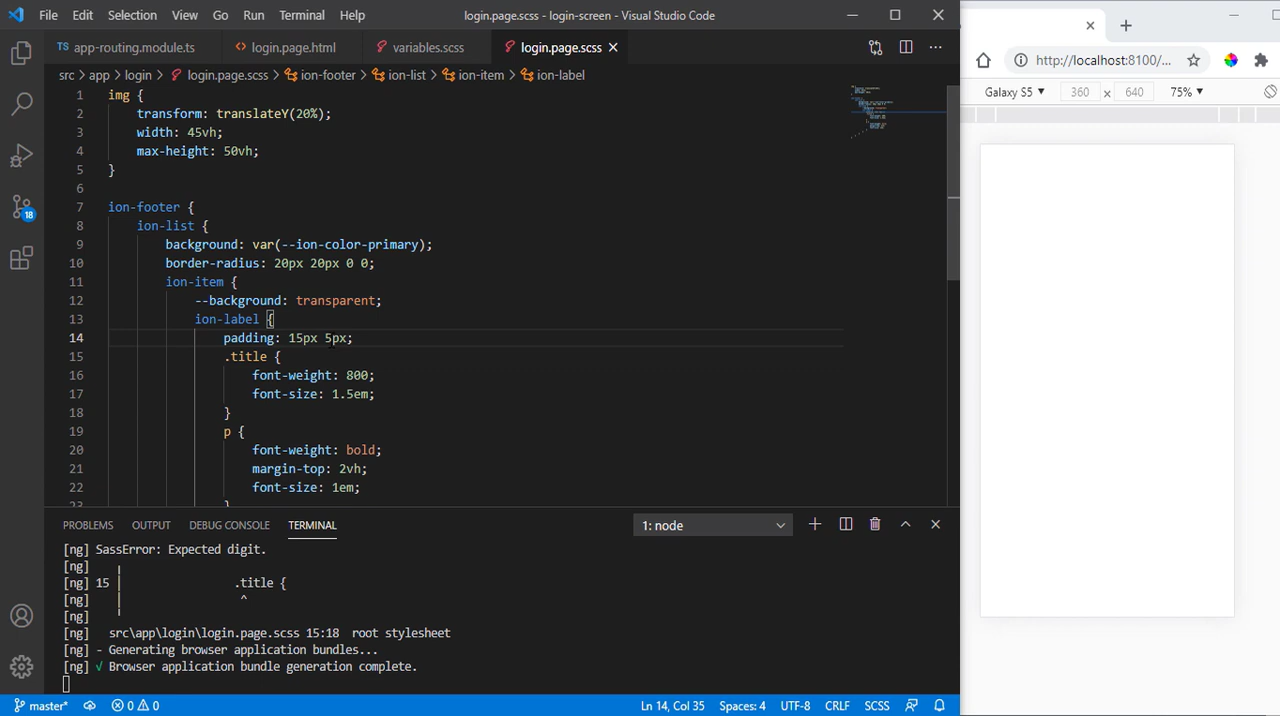 File Edit Selection View Go Run Terminal Help login.page.scss - login-screen - Visual Studio Code
TS app-routing.module.ts <> login.page.html variables.scss login.page.scss
src > app > login > login.page.scss > ion-footer > ion-list > ion-item > ion-label
1 img {
2 transform: translateY(20%);
3 width: 45vh;
4 max-height: 50vh;
5 }
6
7 ion-footer {
8 ion-list {
9 background: var(--ion-color-primary);
10 border-radius: 20px 20px 0 0;
11 ion-item {
12 --background: transparent;
13 ion-label {
14 padding: 15px 5px;
15 .title {
16 font-weight: 800;
17 font-size: 1.5em;
18 }
19 p {
20 font-weight: bold;
21 margin-top: 2vh;
22 font-size: 1em;
23 }
18
PROBLEMS OUTPUT DEBUG CONSOLE TERMINAL 1: node
[ng] SassError: Expected digit.
[ng] ╷
[ng] 15 │ .title {
[ng] │ ^
[ng] ╵
[ng] src\app\login\login.page.scss 15:18 root stylesheet
[ng] - Generating browser application bundles...
[ng] √ Browser application bundle generation complete.
master* 0 0 Ln 14, Col 35 Spaces: 4 UTF-8 CRLF SCSS
http://localhost:8100/...
Galaxy S5 360 x 640 75%